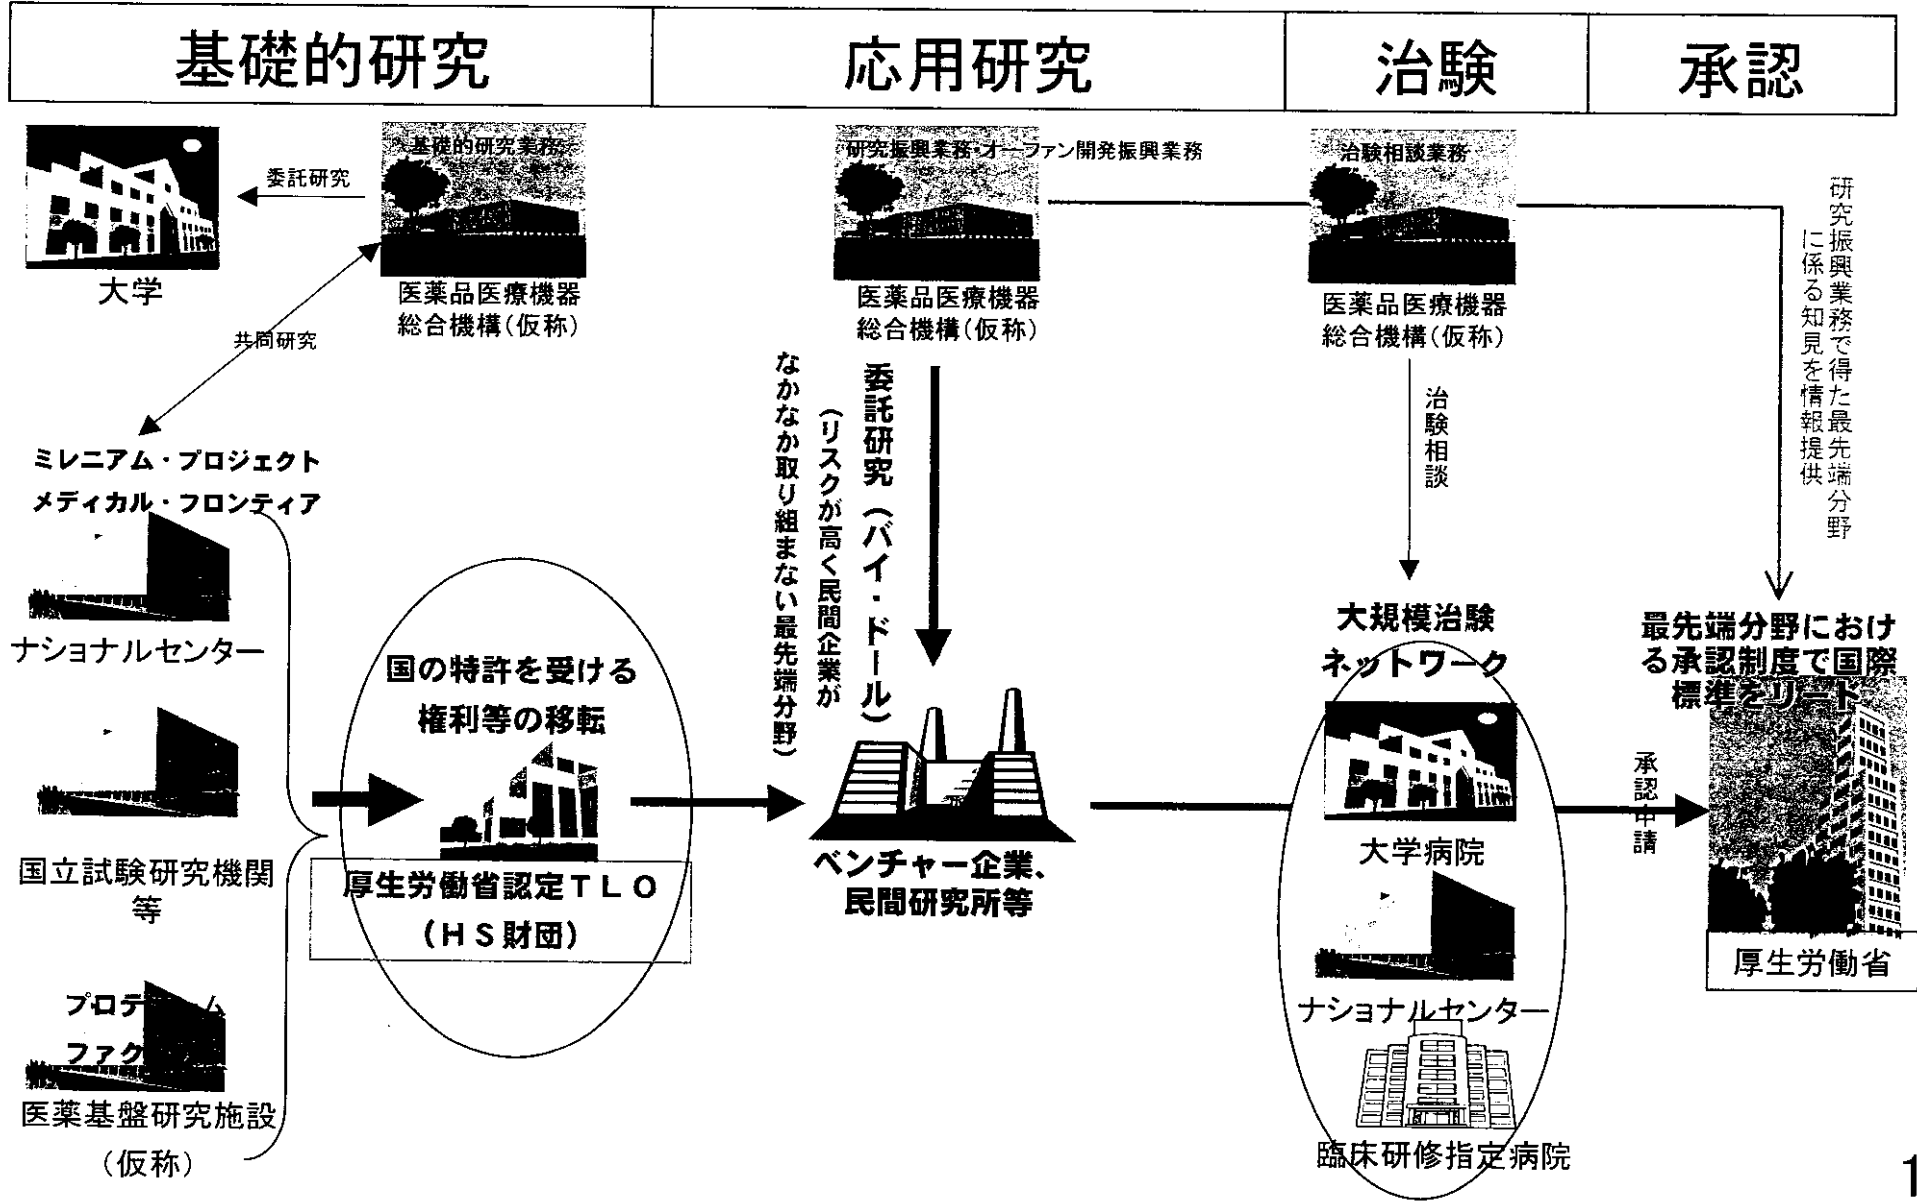 基礎的研究
応用研究
治験
承認
基礎的研究業務
委託研究
大学
医薬品医療機器
総合機構(仮称)
共同研究
ミレニアム・プロジェクト
メディカル・フロンティア
ナショナルセンター
国立試験研究機関
等
プロテ
ム
ファク
医薬基盤研究施設
(仮称)
国の特許を受ける
権利等の移転
厚生労働省認定TLO
(HS財団)
研究振興業務・オーファン開発振興業務
医薬品医療機器
総合機構(仮称)
委託研究(バイ・ドール)
(リスクが高く民間企業が
なかなか取り組まない最先端分野)
ベンチャー企業、
民間研究所等
治験相談業務
医薬品医療機器
総合機構(仮称)
治験相談
大規模治験
ネットワーク
大学病院
ナショナルセンター
臨床研修指定病院
研究振興業務で得た最先端分野
に係る知見を情報提供
最先端分野におけ
る承認制度で国際
標準をリード
承認申請
厚生労働省
1